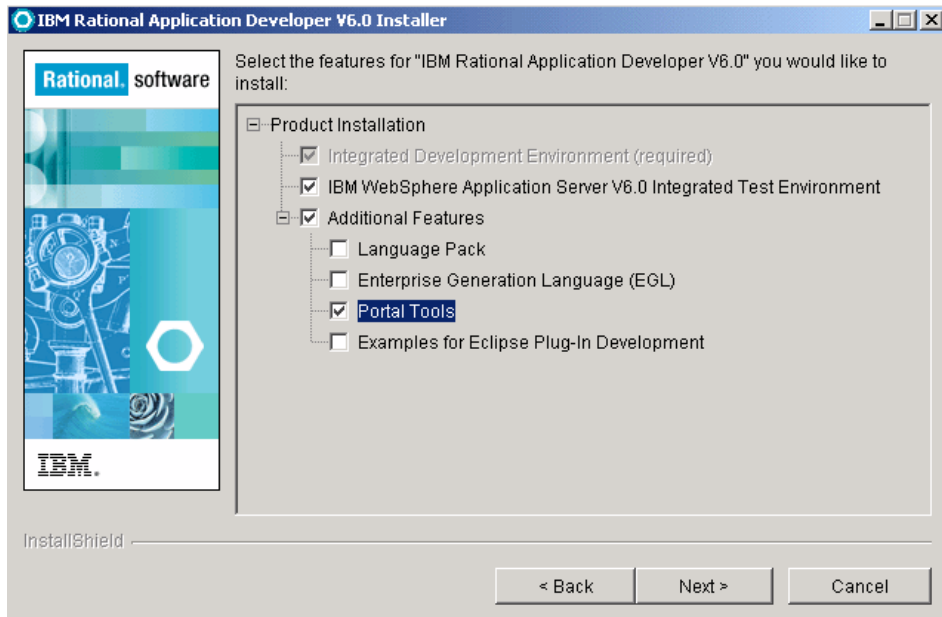 IBM Rational Application Developer V6.0 Installer
Rational. software
Select the features for "IBM Rational Application Developer V6.0" you would like to
install:
Product Installation
Integrated Development Environment (required)
IBM WebSphere Application Server V6.0 Integrated Test Environment
Additional Features
Language Pack
Enterprise Generation Language (EGL)
Portal Tools
Examples for Eclipse Plug-In Development
IBM.
InstallShield
< Back
Next >
Cancel